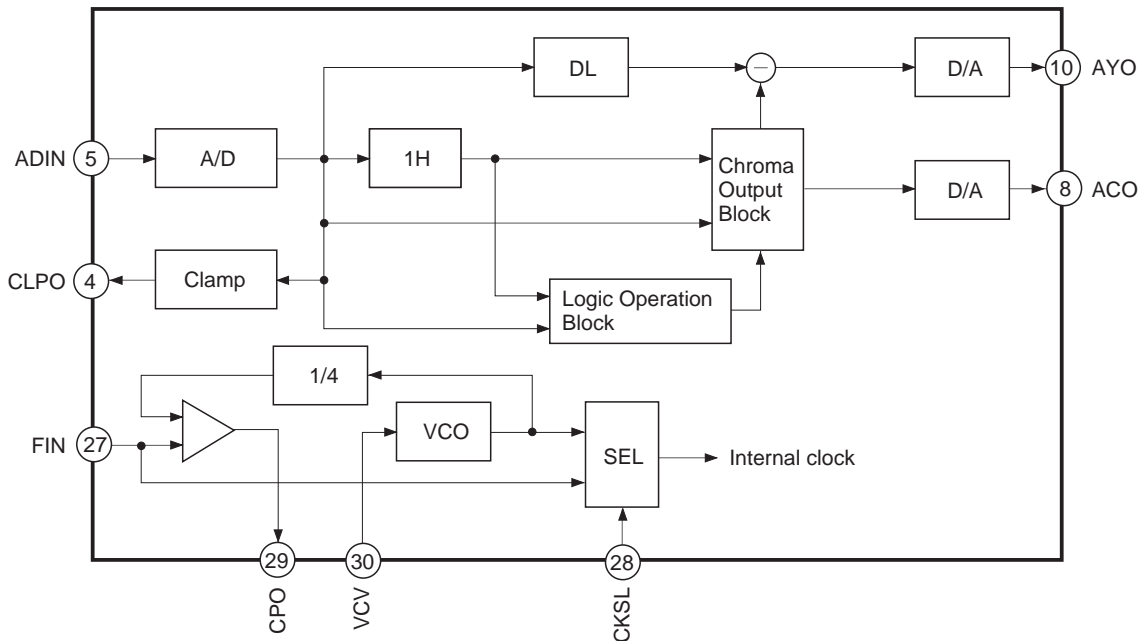 DL
−
D/A
10
AYO
ADIN
5
A/D
1H
Chroma
Output
Block
D/A
8
ACO
CLPO
4
Clamp
Logic Operation
Block
1/4
FIN
27
VCO
SEL
Internal clock
29
30
28
CPO
VCV
CKSL